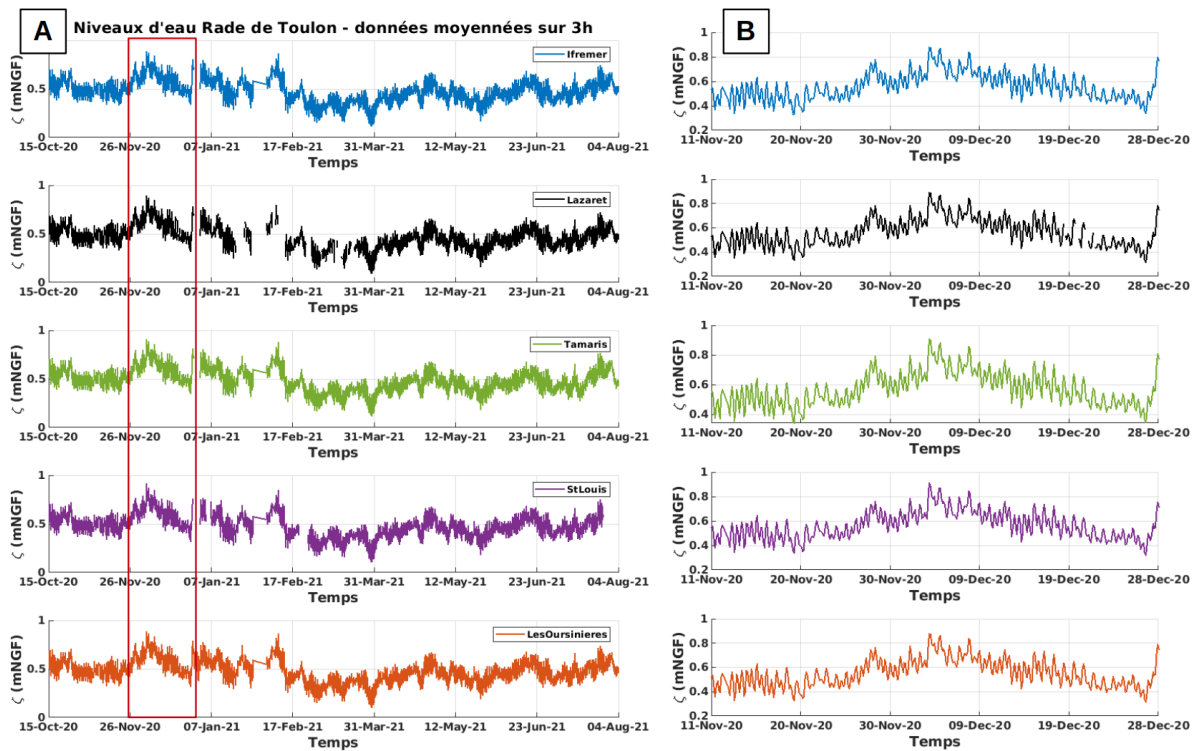 A
Niveaux d'eau Rade de Toulon - données moyennées sur 3h
ζ (mNGF)
1
0.5
0
Ifremer
15-Oct-20 26-Nov-20 07-Jan-21 17-Feb-21 31-Mar-21 12-May-21 23-Jun-21 04-Aug-21
Temps
ζ (mNGF)
1
0.5
0
Lazaret
15-Oct-20 26-Nov-20 07-Jan-21 17-Feb-21 31-Mar-21 12-May-21 23-Jun-21 04-Aug-21
Temps
ζ (mNGF)
1
0.5
0
Tamaris
15-Oct-20 26-Nov-20 07-Jan-21 17-Feb-21 31-Mar-21 12-May-21 23-Jun-21 04-Aug-21
Temps
ζ (mNGF)
1
0.5
0
StLouis
15-Oct-20 26-Nov-20 07-Jan-21 17-Feb-21 31-Mar-21 12-May-21 23-Jun-21 04-Aug-21
Temps
ζ (mNGF)
1
0.5
0
LesOursinieres
15-Oct-20 26-Nov-20 07-Jan-21 17-Feb-21 31-Mar-21 12-May-21 23-Jun-21 04-Aug-21
Temps
B
ζ (mNGF)
1
0.8
0.6
0.4
0.2
11-Nov-20 20-Nov-20 30-Nov-20 09-Dec-20 19-Dec-20 28-Dec-20
Temps
ζ (mNGF)
1
0.8
0.6
0.4
0.2
11-Nov-20 20-Nov-20 30-Nov-20 09-Dec-20 19-Dec-20 28-Dec-20
Temps
ζ (mNGF)
1
0.8
0.6
0.4
11-Nov-20 20-Nov-20 30-Nov-20 09-Dec-20 19-Dec-20 28-Dec-20
Temps
ζ (mNGF)
1
0.8
0.6
0.4
0.2
11-Nov-20 20-Nov-20 30-Nov-20 09-Dec-20 19-Dec-20 28-Dec-20
Temps
ζ (mNGF)
1
0.8
0.6
0.4
0.2
11-Nov-20 20-Nov-20 30-Nov-20 09-Dec-20 19-Dec-20 28-Dec-20
Temps